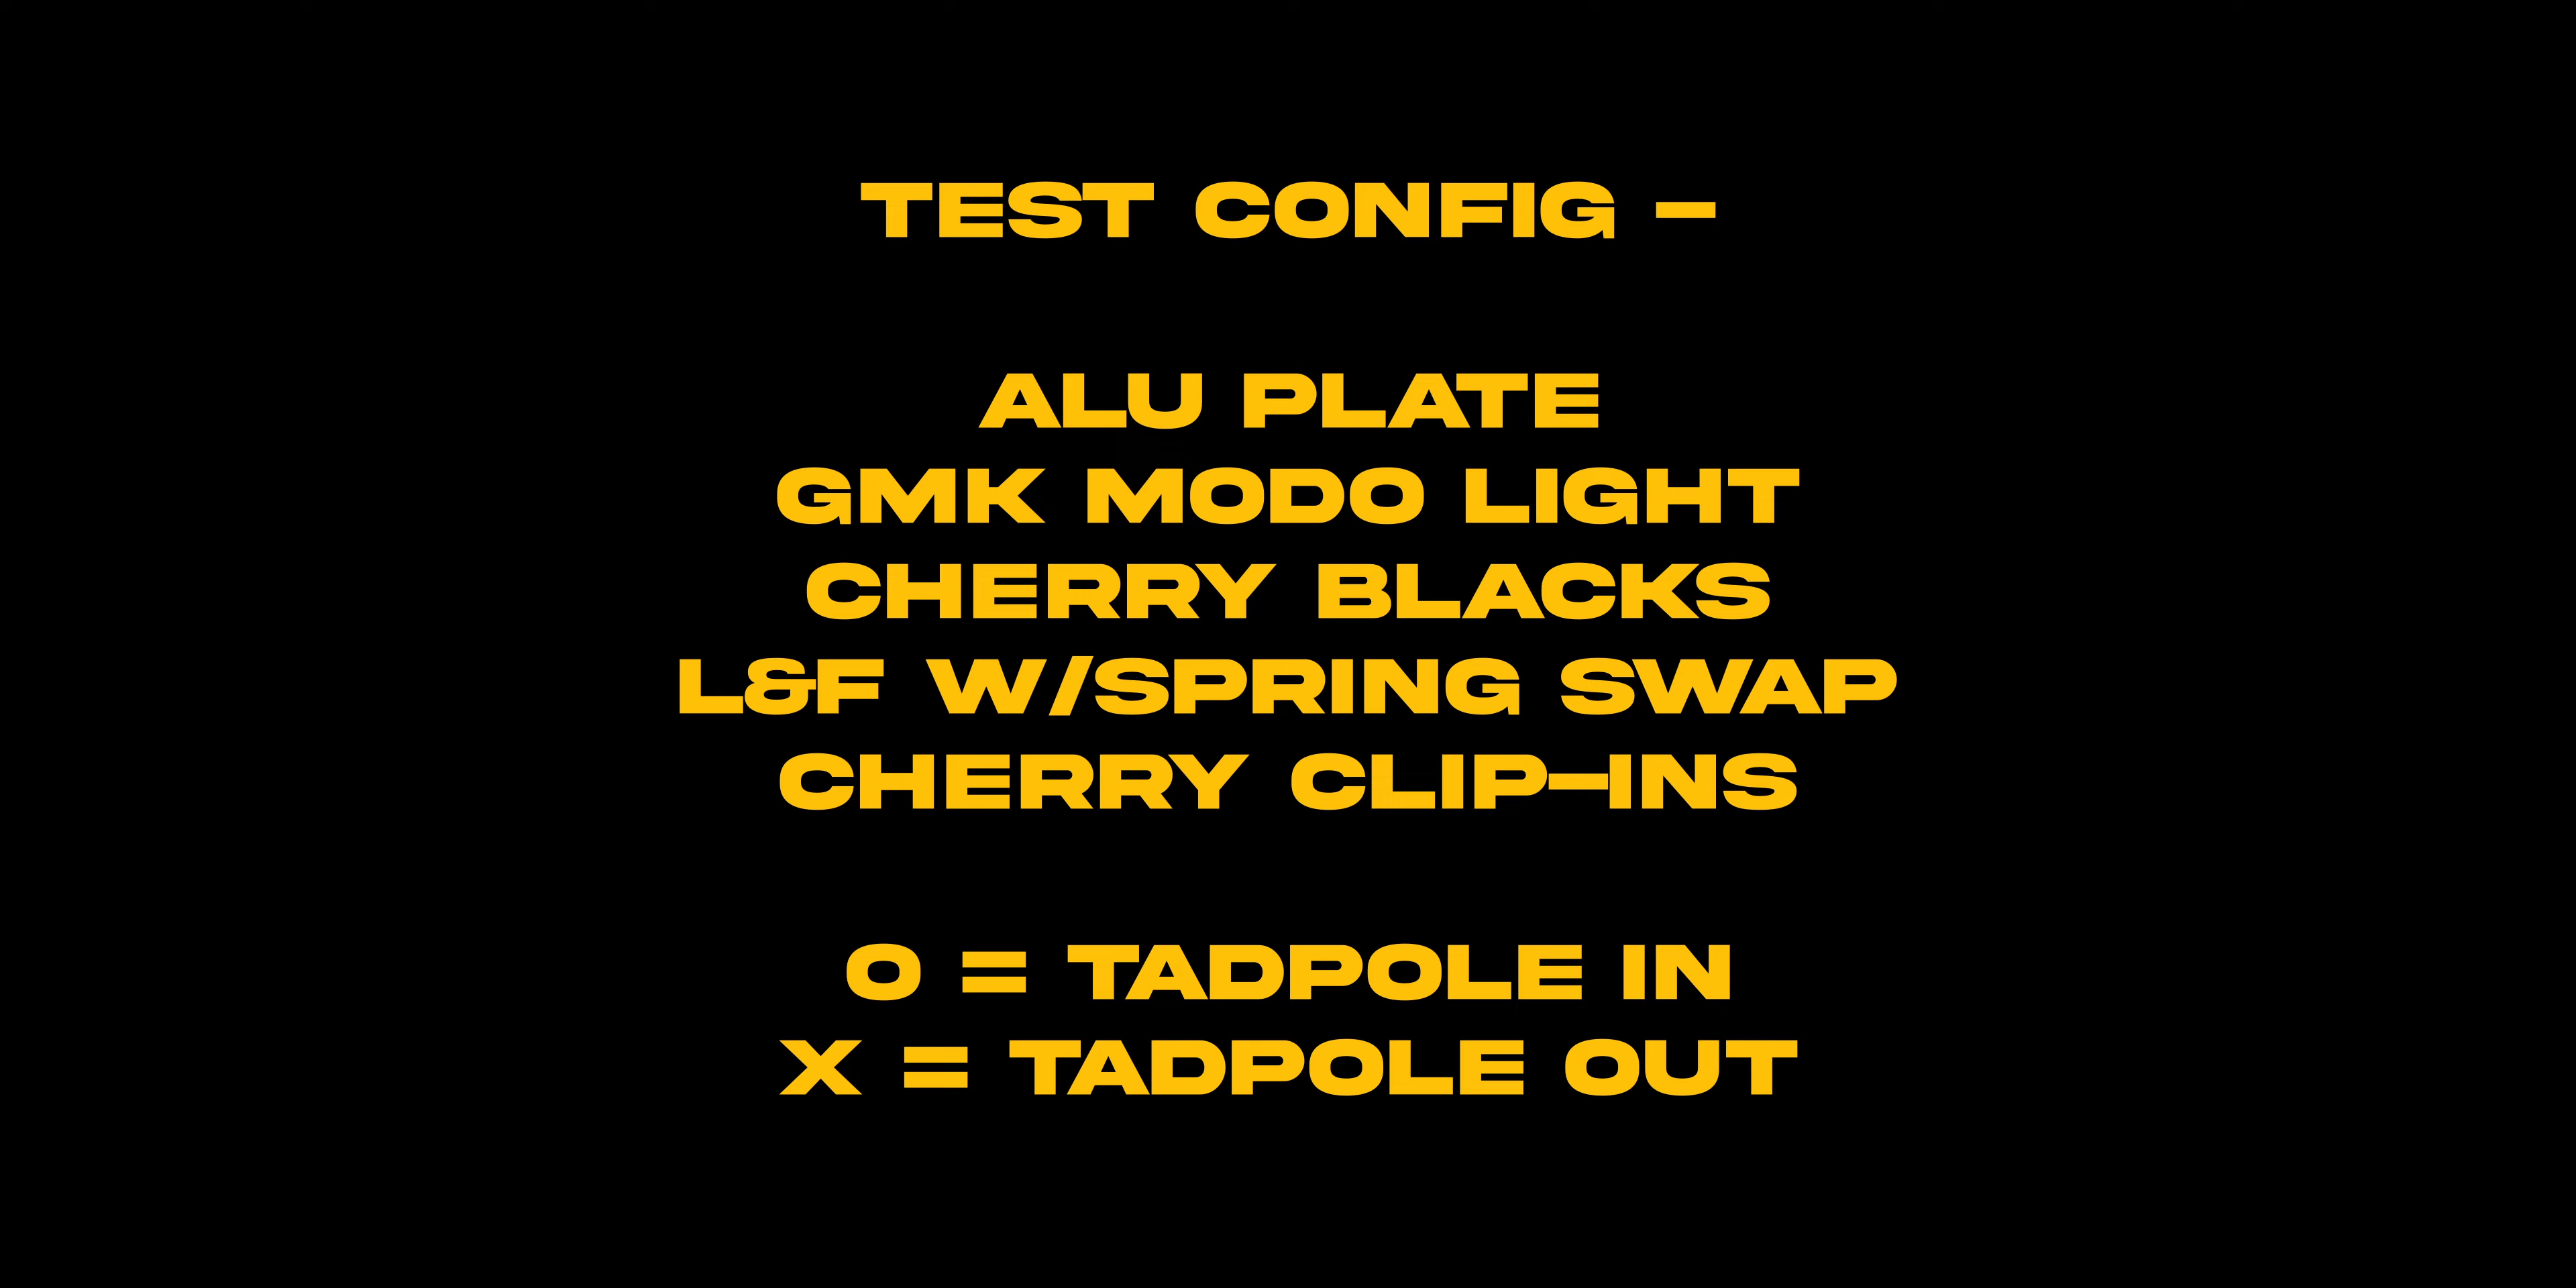 TEST CONFIG -
ALU PLATE
GMK MODO LIGHT
CHERRY BLACKS
L&F W/SPRING SWAP
CHERRY CLIP-INS
O = TADPOLE IN
X = TADPOLE OUT